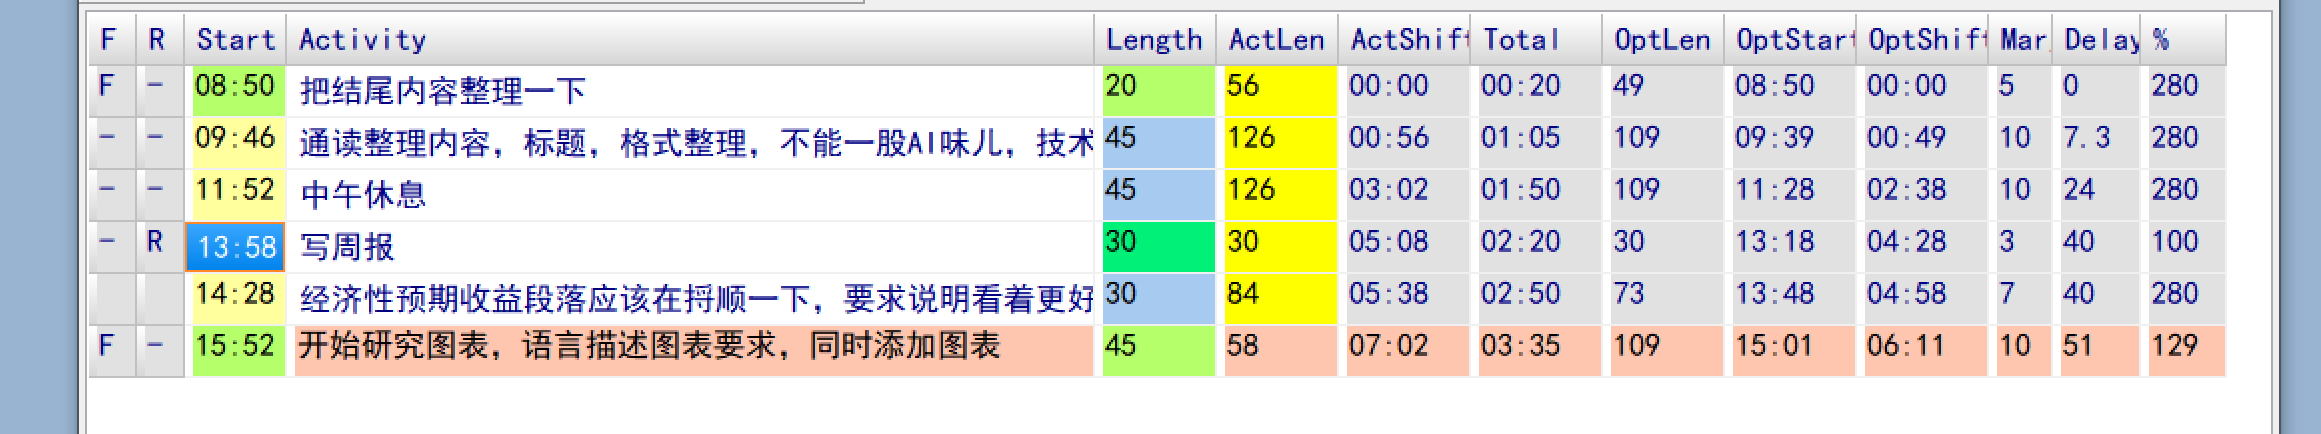 F R Start Activity Length ActLen ActShift Total OptLen OptStart OptShift Mar Delay %
F - 08:50 把结尾内容整理一下 20 56 00:00 00:20 49 08:50 00:00 5 0 280
- - 09:46 通读整理内容，标题，格式整理，不能一股AI味儿，技术 45 126 00:56 01:05 109 09:39 00:49 10 7.3 280
- - 11:52 中午休息 45 126 03:02 01:50 109 11:28 02:38 10 24 280
- R 13:58 写周报 30 30 05:08 02:20 30 13:18 04:28 3 40 100
14:28 经济性预期收益段落应该在捋顺一下，要求说明看着更好 30 84 05:38 02:50 73 13:48 04:58 7 40 280
F - 15:52 开始研究图表，语言描述图表要求，同时添加图表 45 58 07:02 03:35 109 15:01 06:11 10 51 129